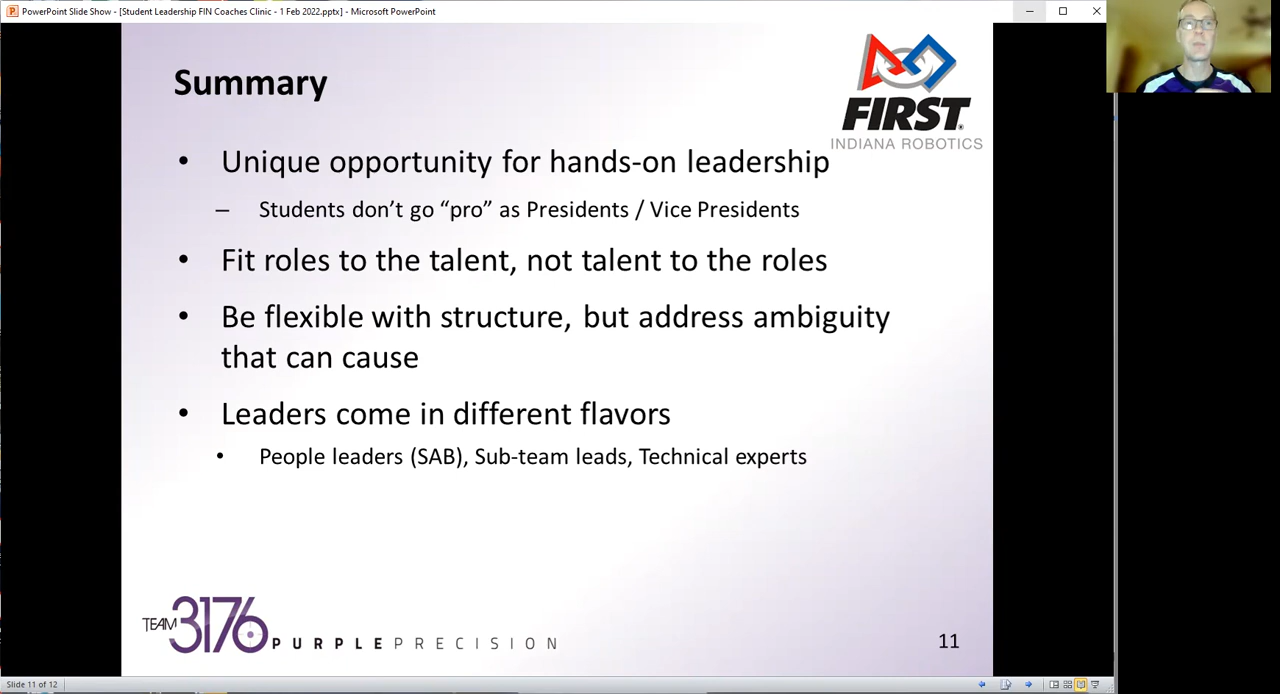 PowerPoint Slide Show - [Student Leadership FIN Coaches Clinic - 1 Feb 2022.pptx] - Microsoft PowerPoint
Summary
FIRST®
INDIANA ROBOTICS
• Unique opportunity for hands-on leadership
– Students don’t go “pro” as Presidents / Vice Presidents
• Fit roles to the talent, not talent to the roles
• Be flexible with structure, but address ambiguity
that can cause
• Leaders come in different flavors
• People leaders (SAB), Sub-team leads, Technical experts
TEAM 3176 PURPLE PRECISION
11
Slide 11 of 12